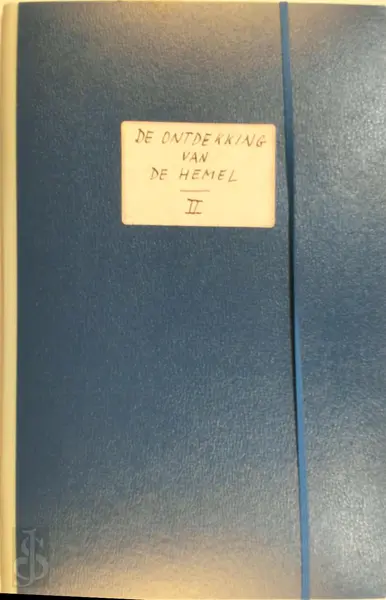 DE ONTDEKKING
VAN
DE HEMEL
II